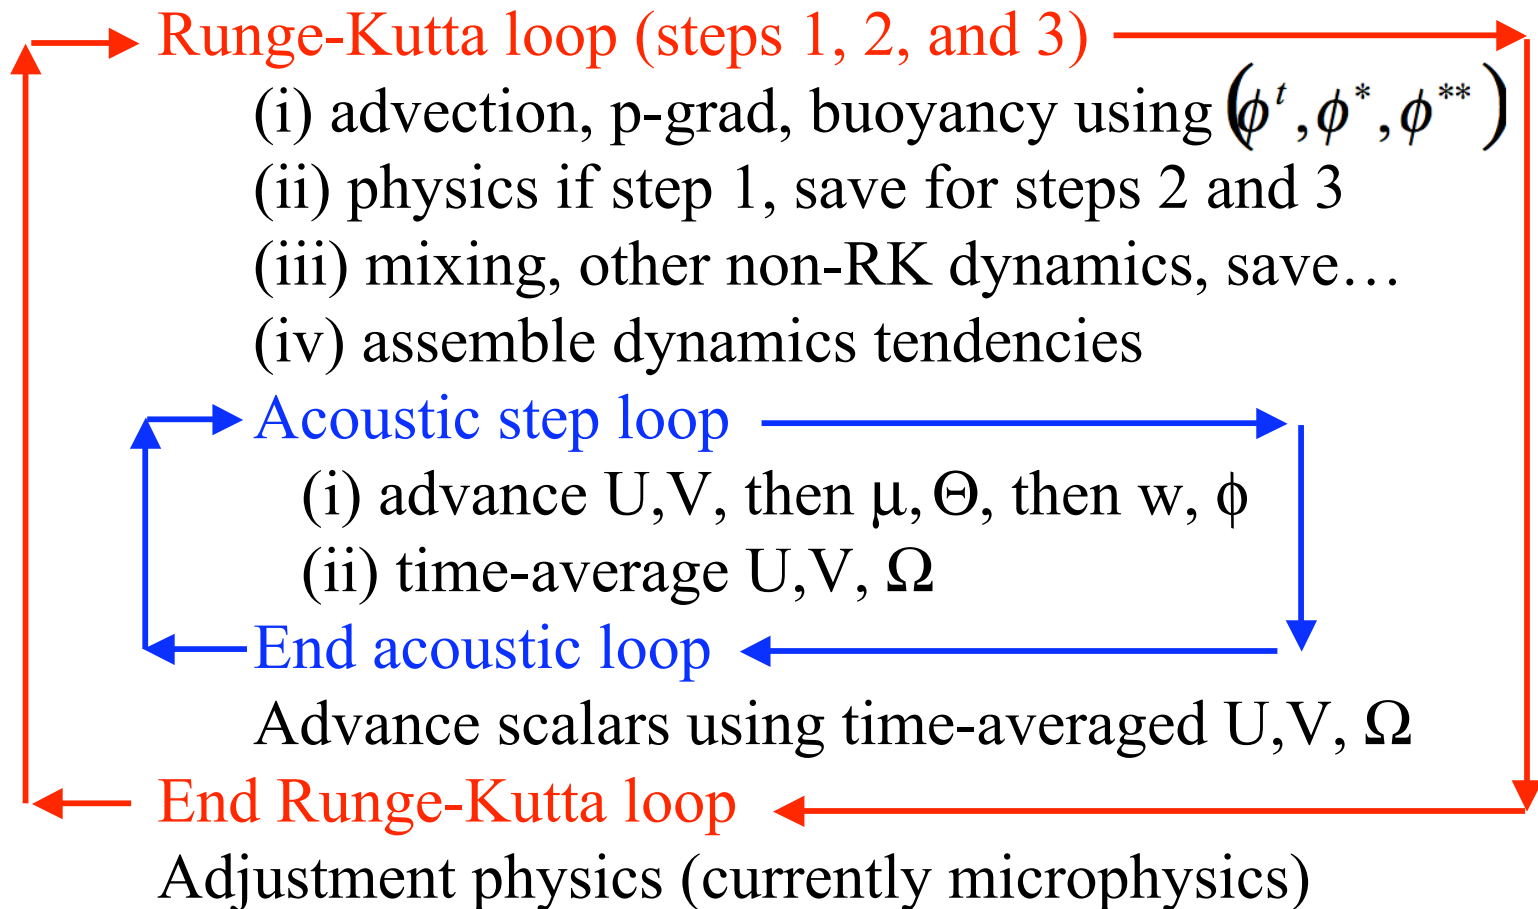 Runge-Kutta loop (steps 1, 2, and 3)
(i) advection, p-grad, buoyancy using (ϕᵗ, ϕ*, ϕ**)
(ii) physics if step 1, save for steps 2 and 3
(iii) mixing, other non-RK dynamics, save…
(iv) assemble dynamics tendencies
Acoustic step loop
(i) advance U,V, then μ, Θ, then w, ϕ
(ii) time-average U,V, Ω
End acoustic loop
Advance scalars using time-averaged U,V, Ω
End Runge-Kutta loop
Adjustment physics (currently microphysics)